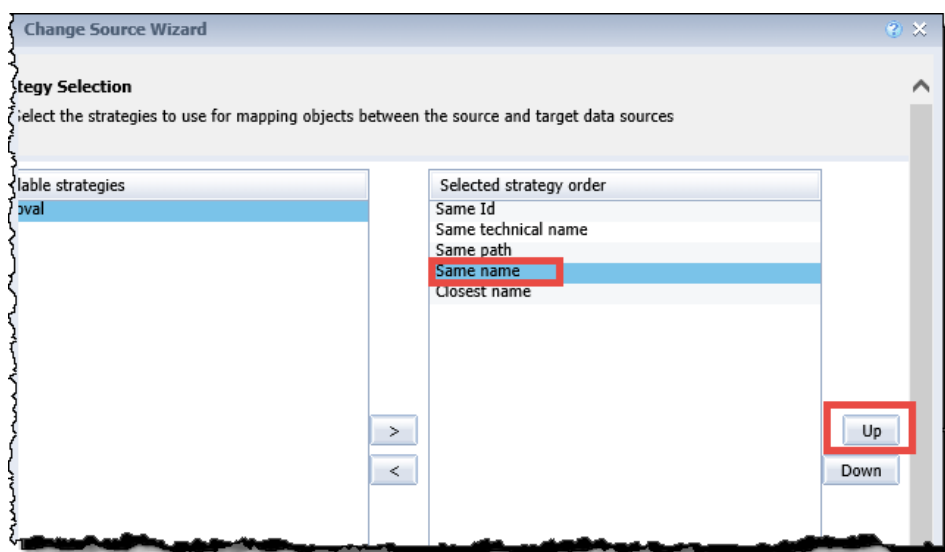 Change Source Wizard
tegy Selection
Select the strategies to use for mapping objects between the source and target data sources
lable strategies
oval
Selected strategy order
Same Id
Same technical name
Same path
Same name
Closest name
>
<
Up
Down